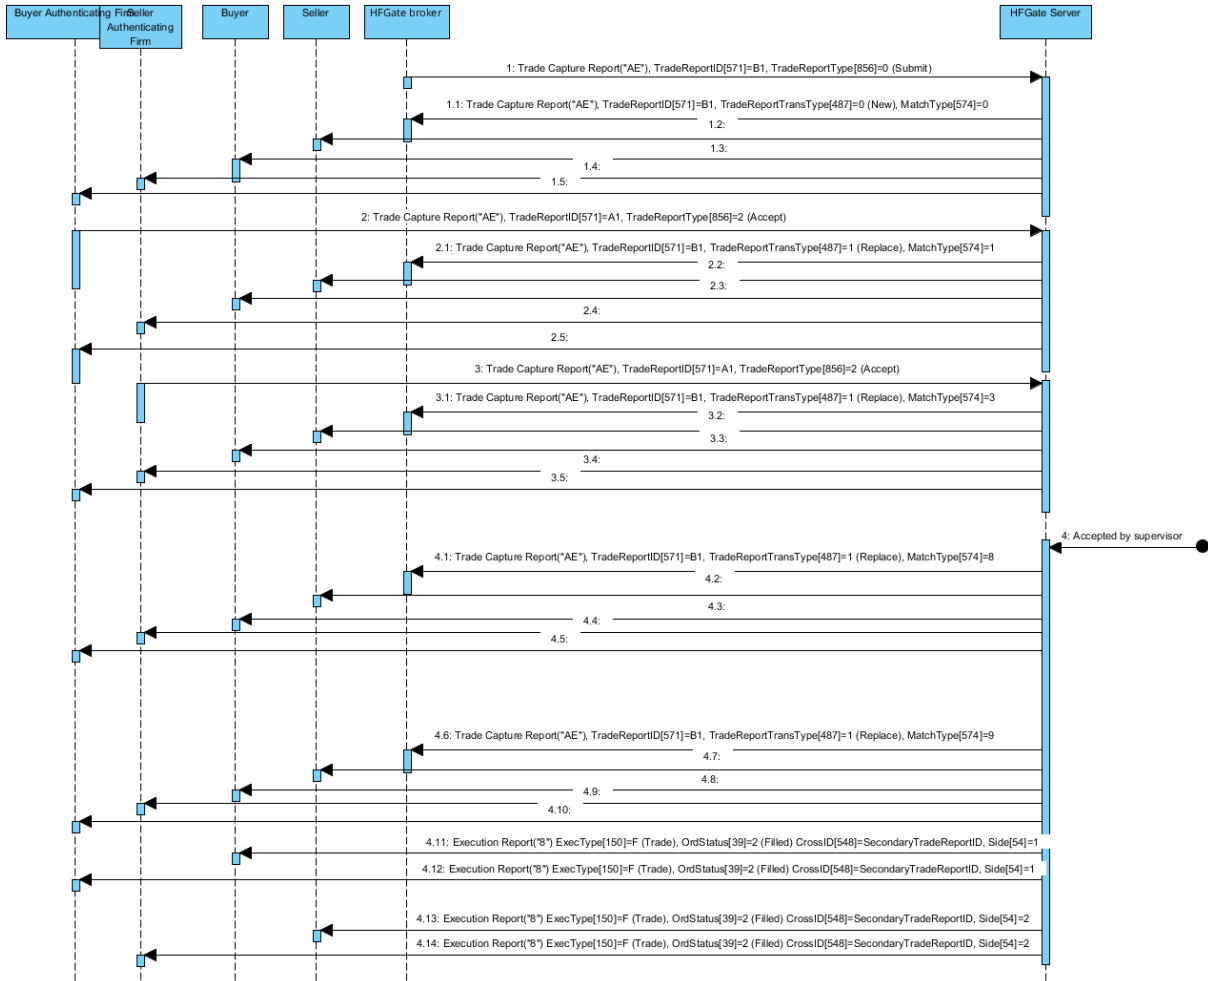 Buyer Authenticating Firm
Seller
Authenticating
Firm
Buyer
Seller
HFGate broker
HFGate Server
1: Trade Capture Report("AE"), TradeReportID[571]=B1, TradeReportType[856]=0 (Submit)
1.1: Trade Capture Report("AE"), TradeReportID[571]=B1, TradeReportTransType[487]=0 (New), MatchType[574]=0
1.2:
1.3:
1.4:
1.5:
2: Trade Capture Report("AE"), TradeReportID[571]=A1, TradeReportType[856]=2 (Accept)
2.1: Trade Capture Report("AE"), TradeReportID[571]=B1, TradeReportTransType[487]=1 (Replace), MatchType[574]=1
2.2:
2.3:
2.4:
2.5:
3: Trade Capture Report("AE"), TradeReportID[571]=A1, TradeReportType[856]=2 (Accept)
3.1: Trade Capture Report("AE"), TradeReportID[571]=B1, TradeReportTransType[487]=1 (Replace), MatchType[574]=3
3.2:
3.3:
3.4:
3.5:
4: Accepted by supervisor
4.1: Trade Capture Report("AE"), TradeReportID[571]=B1, TradeReportTransType[487]=1 (Replace), MatchType[574]=8
4.2:
4.3:
4.4:
4.5:
4.6: Trade Capture Report("AE"), TradeReportID[571]=B1, TradeReportTransType[487]=1 (Replace), MatchType[574]=9
4.7:
4.8:
4.9:
4.10:
4.11: Execution Report("8") ExecType[150]=F (Trade), OrdStatus[39]=2 (Filled) CrossID[548]=SecondaryTradeReportID, Side[54]=1
4.12: Execution Report("8") ExecType[150]=F (Trade), OrdStatus[39]=2 (Filled) CrossID[548]=SecondaryTradeReportID, Side[54]=1
4.13: Execution Report("8") ExecType[150]=F (Trade), OrdStatus[39]=2 (Filled) CrossID[548]=SecondaryTradeReportID, Side[54]=2
4.14: Execution Report("8") ExecType[150]=F (Trade), OrdStatus[39]=2 (Filled) CrossID[548]=SecondaryTradeReportID, Side[54]=2